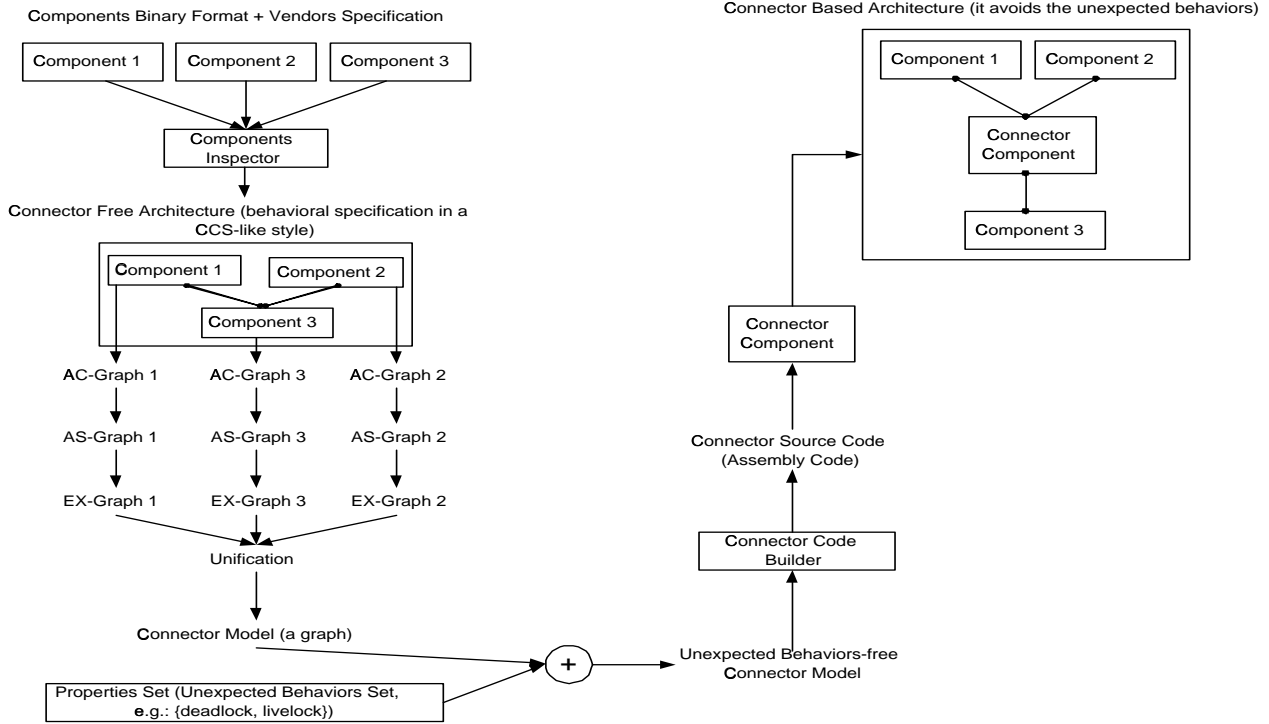 Components Binary Format + Vendors Specification
Component 1
Component 2
Component 3
Components
Inspector
Connector Free Architecture (behavioral specification in a
CCS-like style)
Component 1
Component 2
Component 3
AC-Graph 1
AC-Graph 3
AC-Graph 2
AS-Graph 1
AS-Graph 3
AS-Graph 2
EX-Graph 1
EX-Graph 3
EX-Graph 2
Unification
Connector Model (a graph)
Properties Set (Unexpected Behaviors Set,
e.g.: {deadlock, livelock})
+
Unexpected Behaviors-free
Connector Model
Connector Code
Builder
Connector Source Code
(Assembly Code)
Connector
Component
Connector Based Architecture (it avoids the unexpected behaviors)
Component 1
Component 2
Connector
Component
Component 3